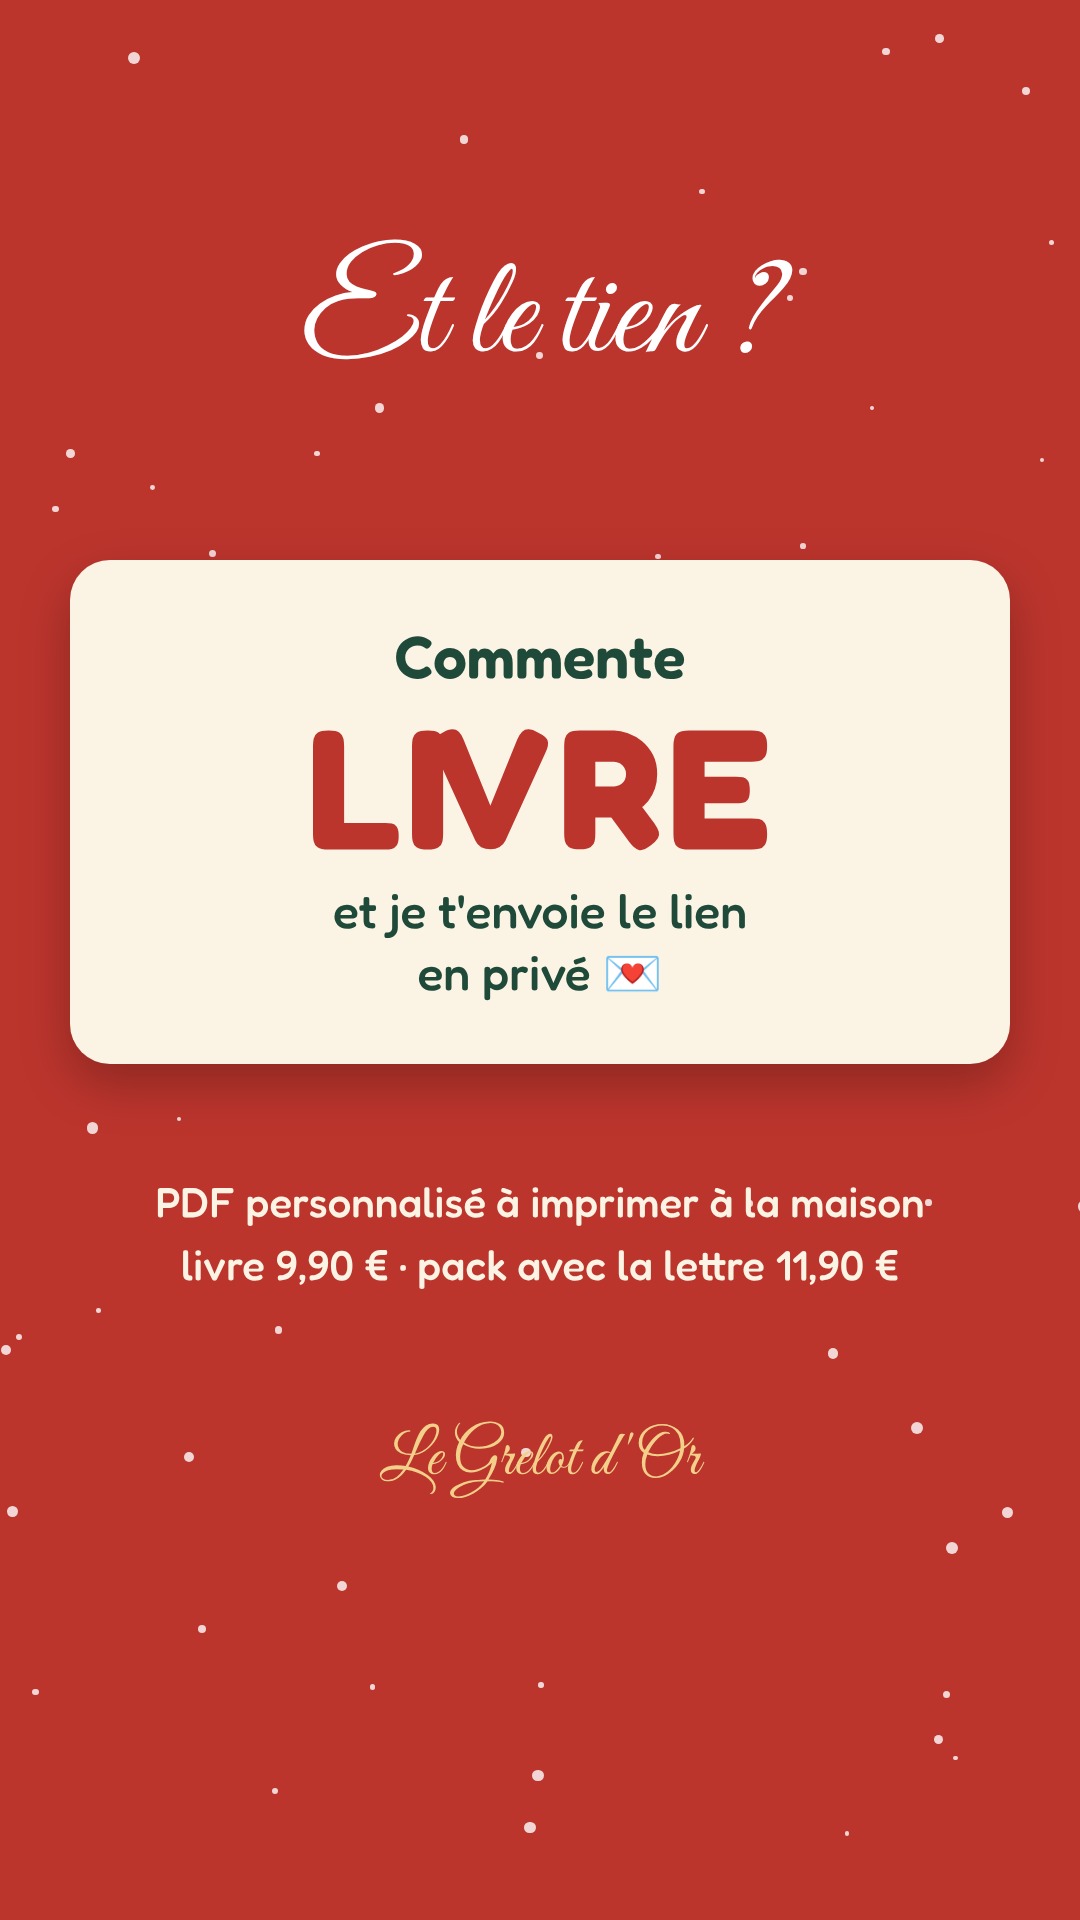 Et le tien ?
Commente
LIVRE
et je t'envoie le lien
en privé 💌
PDF personnalisé à imprimer à la maison
livre 9,90 € · pack avec la lettre 11,90 €
Le Grelot d'Or